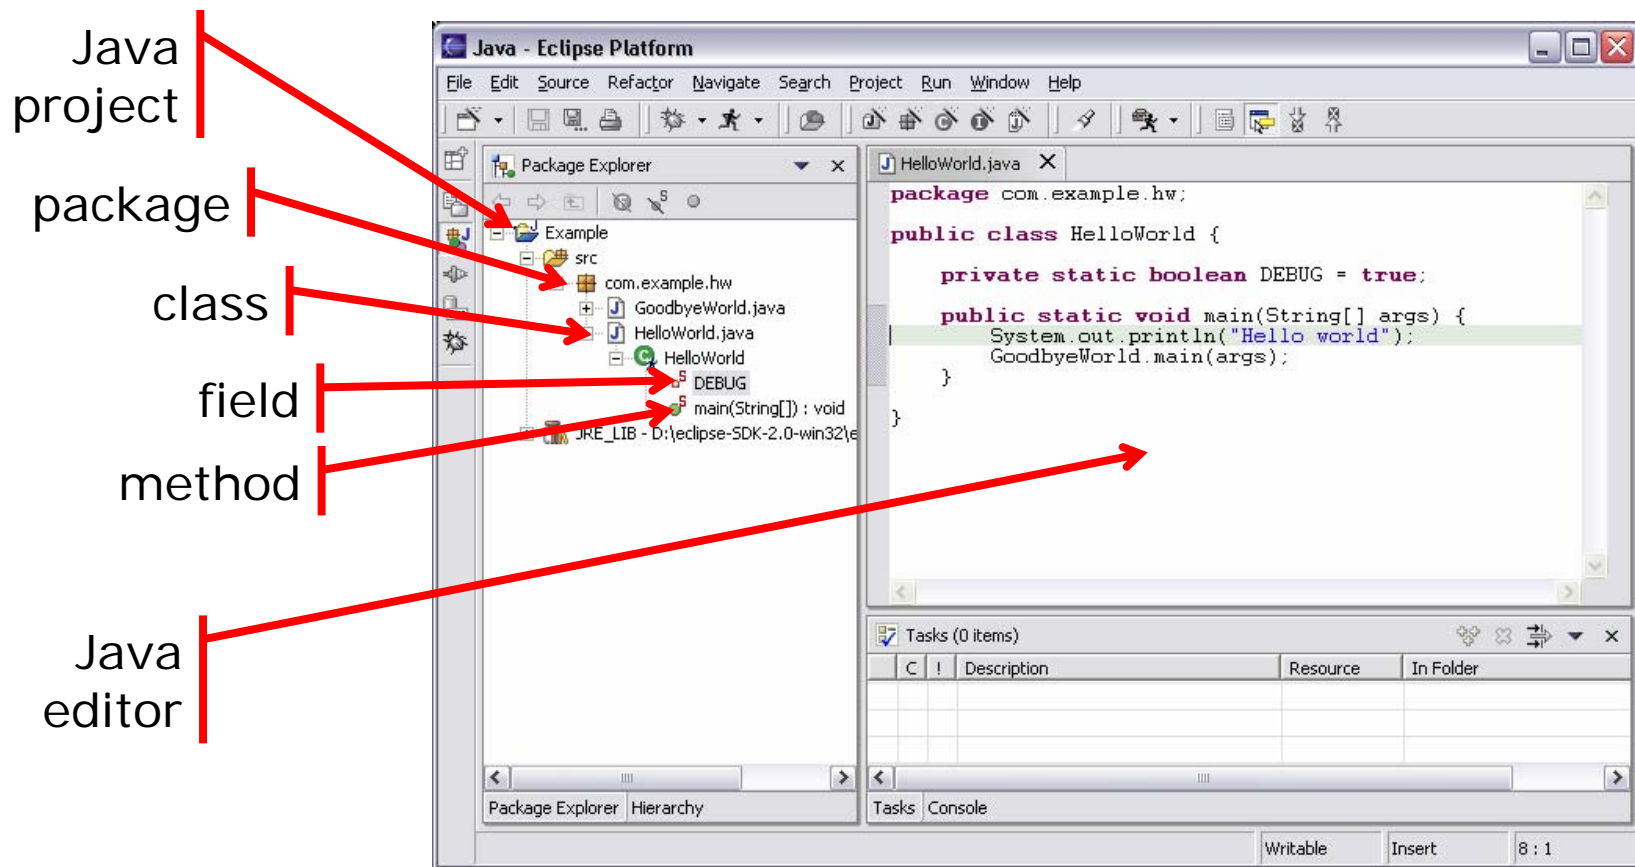 Java
project
package
class
field
method
Java
editor
Java - Eclipse Platform
File Edit Source Refactor Navigate Search Project Run Window Help
Package Explorer
Example
src
com.example.hw
GoodbyeWorld.java
HelloWorld.java
HelloWorld
DEBUG
main(String[]) : void
JRE_LIB - D:\eclipse-SDK-2.0-win32\e
Package Explorer Hierarchy
HelloWorld.java
package com.example.hw;
public class HelloWorld {
private static boolean DEBUG = true;
public static void main(String[] args) {
System.out.println("Hello world");
GoodbyeWorld.main(args);
}
}
Tasks (0 items)
C ! Description Resource In Folder
Tasks Console
Writable Insert 8 : 1